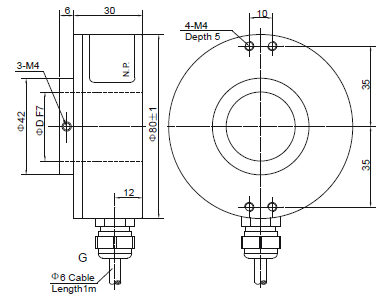 6
30
10
4-M4
Depth 5
3-M4
N.P.
Φ42
ΦD F7
Φ80±1
35
35
12
G
Φ6 Cable
Length1m